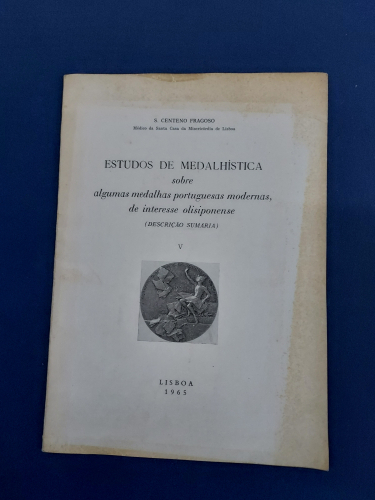 S. CENTENO FRAGOSO
Médico da Santa Casa da Misericórdia de Lisboa
ESTUDOS DE MEDALHÍSTICA
sobre
algumas medalhas portuguesas modernas,
de interesse olisiponense
(DESCRIÇÃO SUMÁRIA)
V
LISBOA
1965